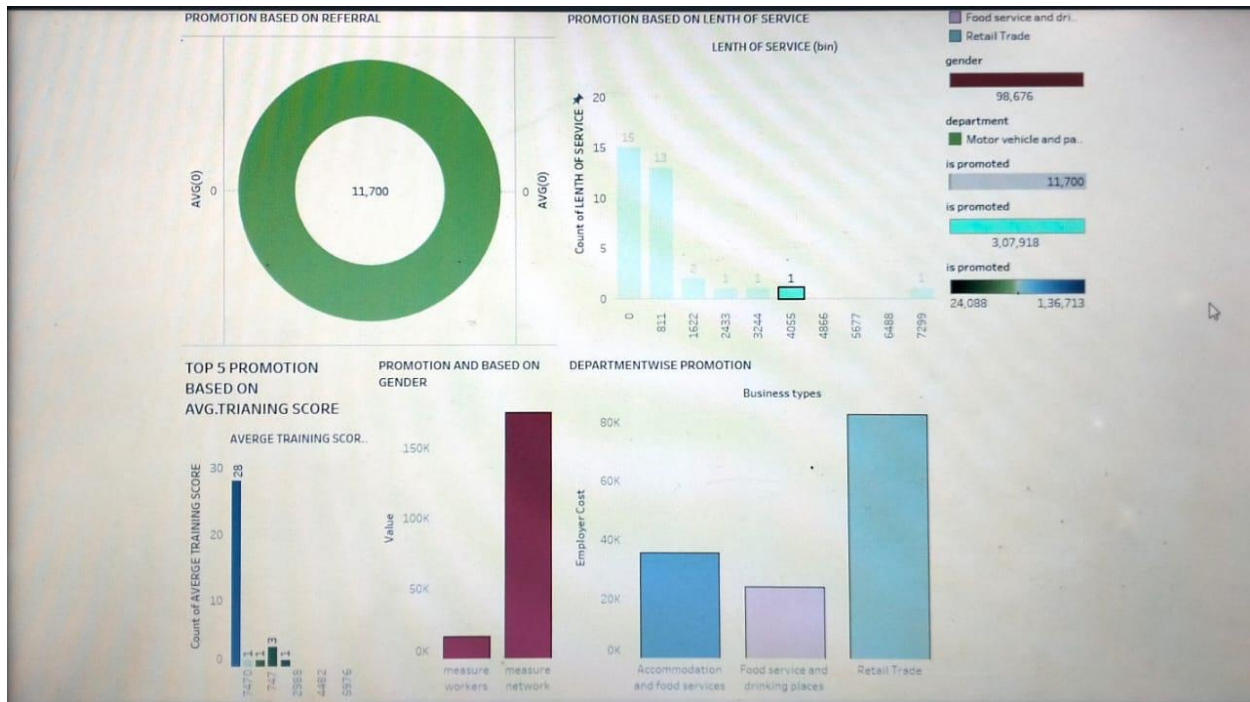 PROMOTION BASED ON REFERRAL
AVG(0)
0
11,700
0
AVG(0)
PROMOTION BASED ON LENTH OF SERVICE
LENTH OF SERVICE (bin)
Count of LENTH OF SERVICE
20
15
10
5
0
15
13
2
1
1
1
1
0
811
1622
2433
3244
4055
4866
5677
6488
7299
Food service and dri..
Retail Trade
gender
98,676
department
Motor vehicle and pa..
is promoted
11,700
is promoted
3,07,918
is promoted
24,088 1,36,713
TOP 5 PROMOTION
BASED ON
AVG.TRIANING SCORE
AVERGE TRAINING SCOR..
Count of AVERGE TRAINING SCORE
30
20
10
0
28
1
1
3
1
7470
747
2988
4482
5976
PROMOTION AND BASED ON
GENDER
Value
150K
100K
50K
0K
measure
workers
measure
network
DEPARTMENTWISE PROMOTION
Business types
Employer Cost
80K
60K
40K
20K
0K
Accommodation
and food services
Food service and
drinking places
Retail Trade